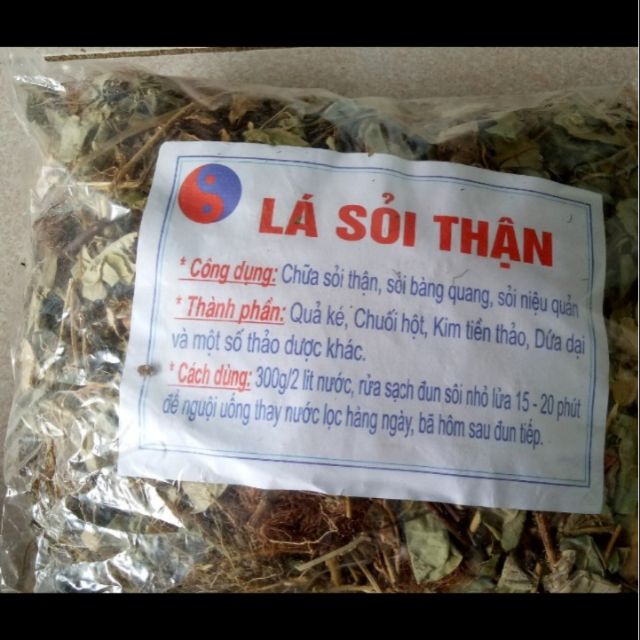 LÁ SỎI THẬN
* Công dụng: Chữa sỏi thận, sỏi bàng quang, sỏi niệu quản
* Thành phần: Quả ké, Chuối hột, Kim tiền thảo, Dứa dại
và một số thảo dược khác.
* Cách dùng: 300g/2 lít nước, rửa sạch đun sôi nhỏ lửa 15 - 20 phút
để nguội uống thay nước lọc hàng ngày, bã hôm sau đun tiếp.